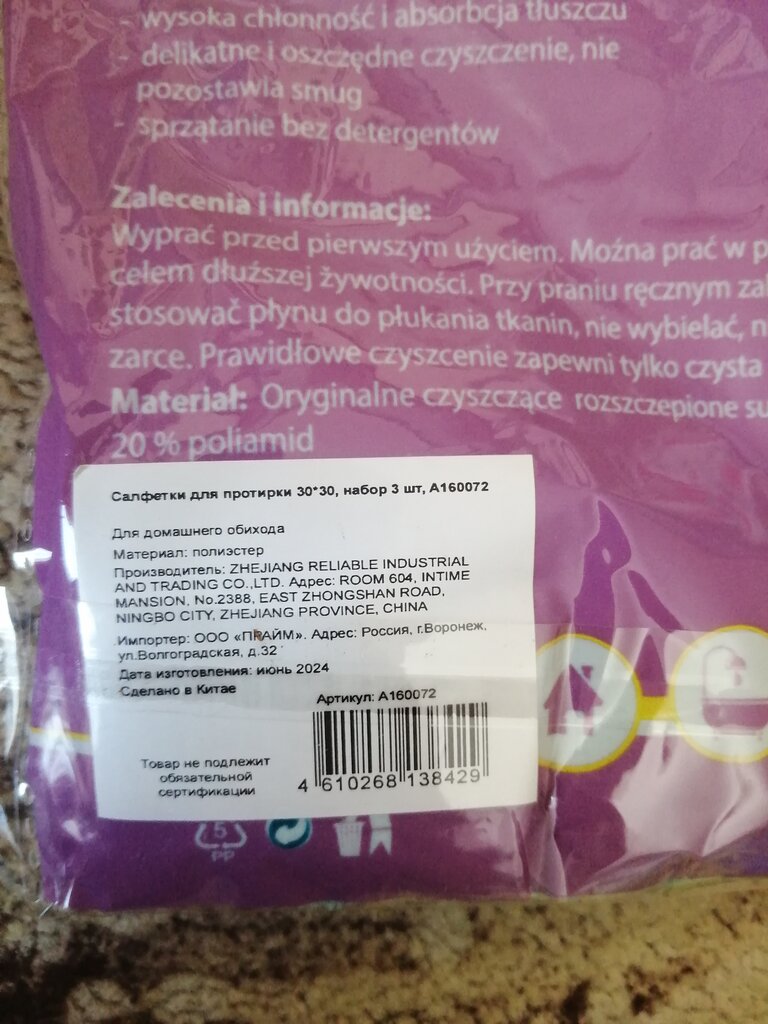 - wysoka chłonność i absorbcja tłuszczu
- delikatne i oszczędne czyszczenie, nie
pozostawia smug
- sprzątanie bez detergentów
Zalecenia i informacje:
Wyprać przed pierwszym użyciem. Można prać w p
celem dłuższej żywotności. Przy praniu ręcznym zal
stosować płynu do płukania tkanin, nie wybielać, n
zarce. Prawidłowe czyszcenie zapewni tylko czysta
Materiał: Oryginalne czyszczące rozszczepione su
20 % poliamid
Салфетки для протирки 30*30, набор 3 шт, А160072
Для домашнего обихода
Материал: полиэстер
Производитель: ZHEJIANG RELIABLE INDUSTRIAL
AND TRADING CO.,LTD. Адрес: ROOM 604, INTIME
MANSION, No.2388, EAST ZHONGSHAN ROAD,
NINGBO CITY, ZHEJIANG PROVINCE, CHINA
Импортер: ООО «ПРАЙМ». Адрес: Россия, г.Воронеж,
ул.Волгоградская, д.32
Дата изготовления: июнь 2024
Сделано в Китае
Артикул: А160072
Товар не подлежит
обязательной
сертификации
4 610268 138429
5
PP